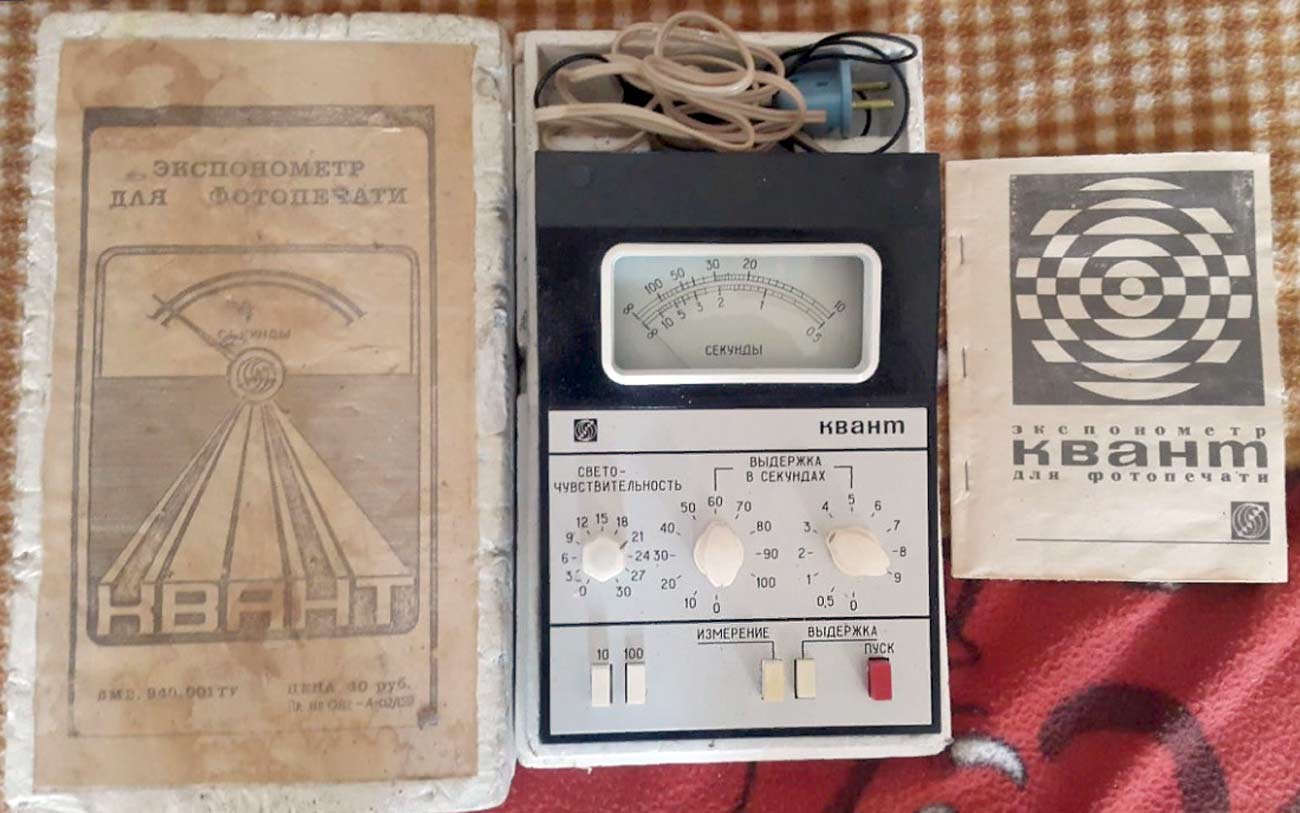 ЭКСПОНОМЕТР
ДЛЯ ФОТОПЕЧАТИ
СЕКУНДЫ
КВАНТ
ЦЕНА 40 руб.
∞ 100 50 30 20 10
∞ 10 5 3 2 1 0,5
СЕКУНДЫ
квант
СВЕТО-
ЧУВСТВИТЕЛЬНОСТЬ
0 3 6 9 12 15 18 21 24 27 30
ВЫДЕРЖКА
В СЕКУНДАХ
0 10 20 30 40 50 60 70 80 90 100
0 0,5 1 2 3 4 5 6 7 8 9
ИЗМЕРЕНИЕ
ВЫДЕРЖКА
ПУСК
10 100
экспонометр
квант
для фотопечати